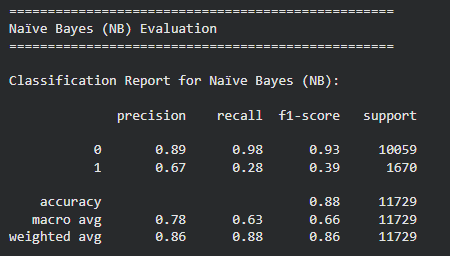 ===================================================
Naïve Bayes (NB) Evaluation
===================================================
Classification Report for Naïve Bayes (NB):
precision recall f1-score support
0 0.89 0.98 0.93 10059
1 0.67 0.28 0.39 1670
accuracy 0.88 11729
macro avg 0.78 0.63 0.66 11729
weighted avg 0.86 0.88 0.86 11729